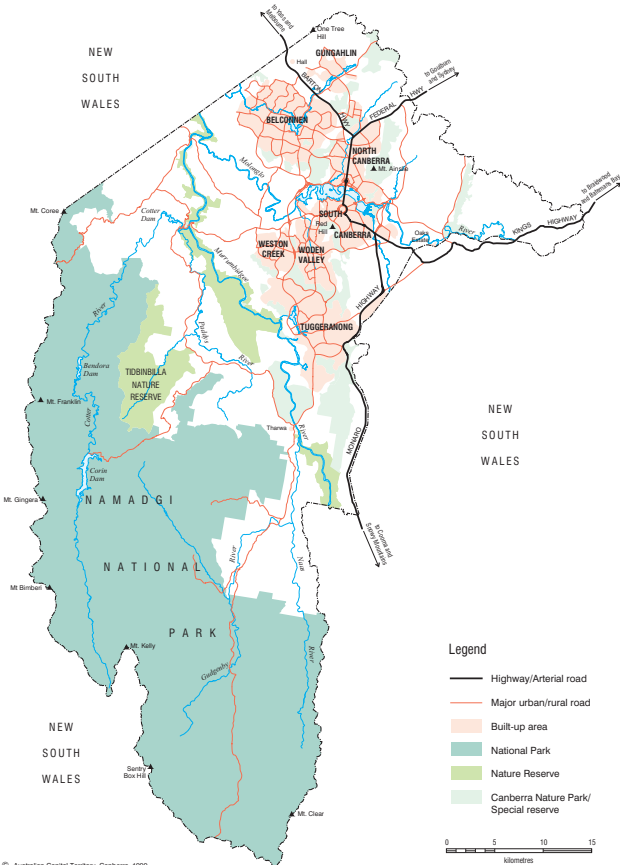 to Yass and
Melbourne
One Tree
Hill
NEW
SOUTH
WALES
GUNGAHLIN
Hall
BARTON
HWY
to Goulburn
and Sydney
FEDERAL HWY
BELCONNEN
NORTH
CANBERRA
Mt. Ainslie
Molonglo
to Braidwood
and Batemans Bay
Mt. Coree
Cotter
Dam
SOUTH
CANBERRA
Red
Hill
Oaks
Estate
River
KINGS HIGHWAY
WESTON
CREEK
WODEN
VALLEY
Murrumbidgee
HIGHWAY
River
Paddys
River
TUGGERANONG
Bendora
Dam
TIDBINBILLA
NATURE
RESERVE
Mt. Franklin
Cotter
NEW
SOUTH
WALES
Tharwa
River
MONARO
Corin
Dam
Mt. Gingera
NAMADGI
to Cooma and
Snowy Mountains
NATIONAL
River
Naas
Mt Bimberi
PARK
Mt. Kelly
Gudgenby
River
NEW
SOUTH
WALES
Sentry
Box Hill
Mt. Clear
Legend
Highway/Arterial road
Major urban/rural road
Built-up area
National Park
Nature Reserve
Canberra Nature Park/
Special reserve
0 5 10 15
kilometres
© Australian Capital Territory, Canberra, 1999